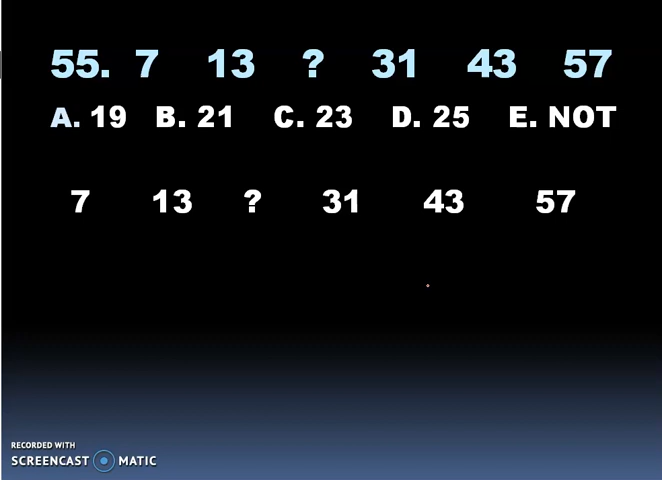 55. 7 13 ? 31 43 57
A. 19 B. 21 C. 23 D. 25 E. NOT
7 13 ? 31 43 57
RECORDED WITH
SCREENCAST MATIC